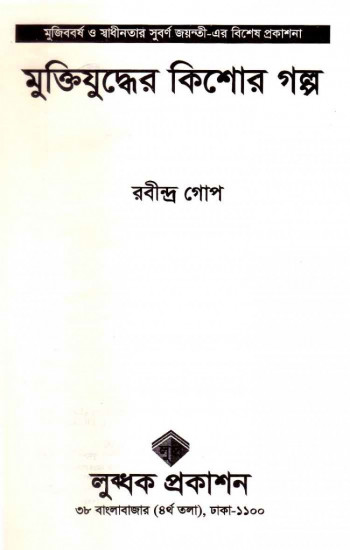 মুজিববর্ষ ও স্বাধীনতার সুবর্ণ জয়ন্তী-এর বিশেষ প্রকাশনা
মুক্তিযুদ্ধের কিশোর গল্প
রবীন্দ্র গোপ
লুব্ধক প্রকাশন
৩৮ বাংলাবাজার (৪র্থ তলা), ঢাকা-১১০০